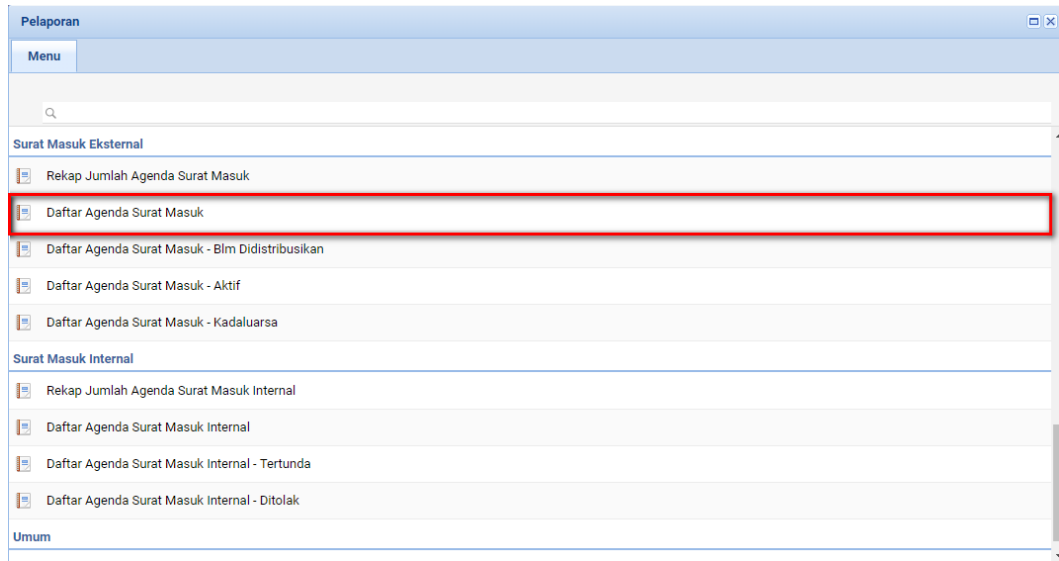 Pelaporan
Menu
Surat Masuk Eksternal
Rekap Jumlah Agenda Surat Masuk
Daftar Agenda Surat Masuk
Daftar Agenda Surat Masuk - Blm Didistribusikan
Daftar Agenda Surat Masuk - Aktif
Daftar Agenda Surat Masuk - Kadaluarsa
Surat Masuk Internal
Rekap Jumlah Agenda Surat Masuk Internal
Daftar Agenda Surat Masuk Internal
Daftar Agenda Surat Masuk Internal - Tertunda
Daftar Agenda Surat Masuk Internal - Ditolak
Umum